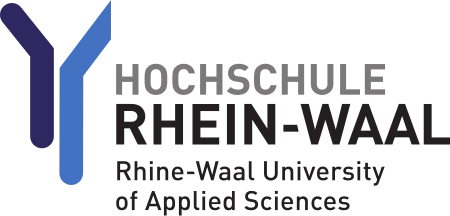 HOCHSCHULE
RHEIN-WAAL
Rhine-Waal University
of Applied Sciences